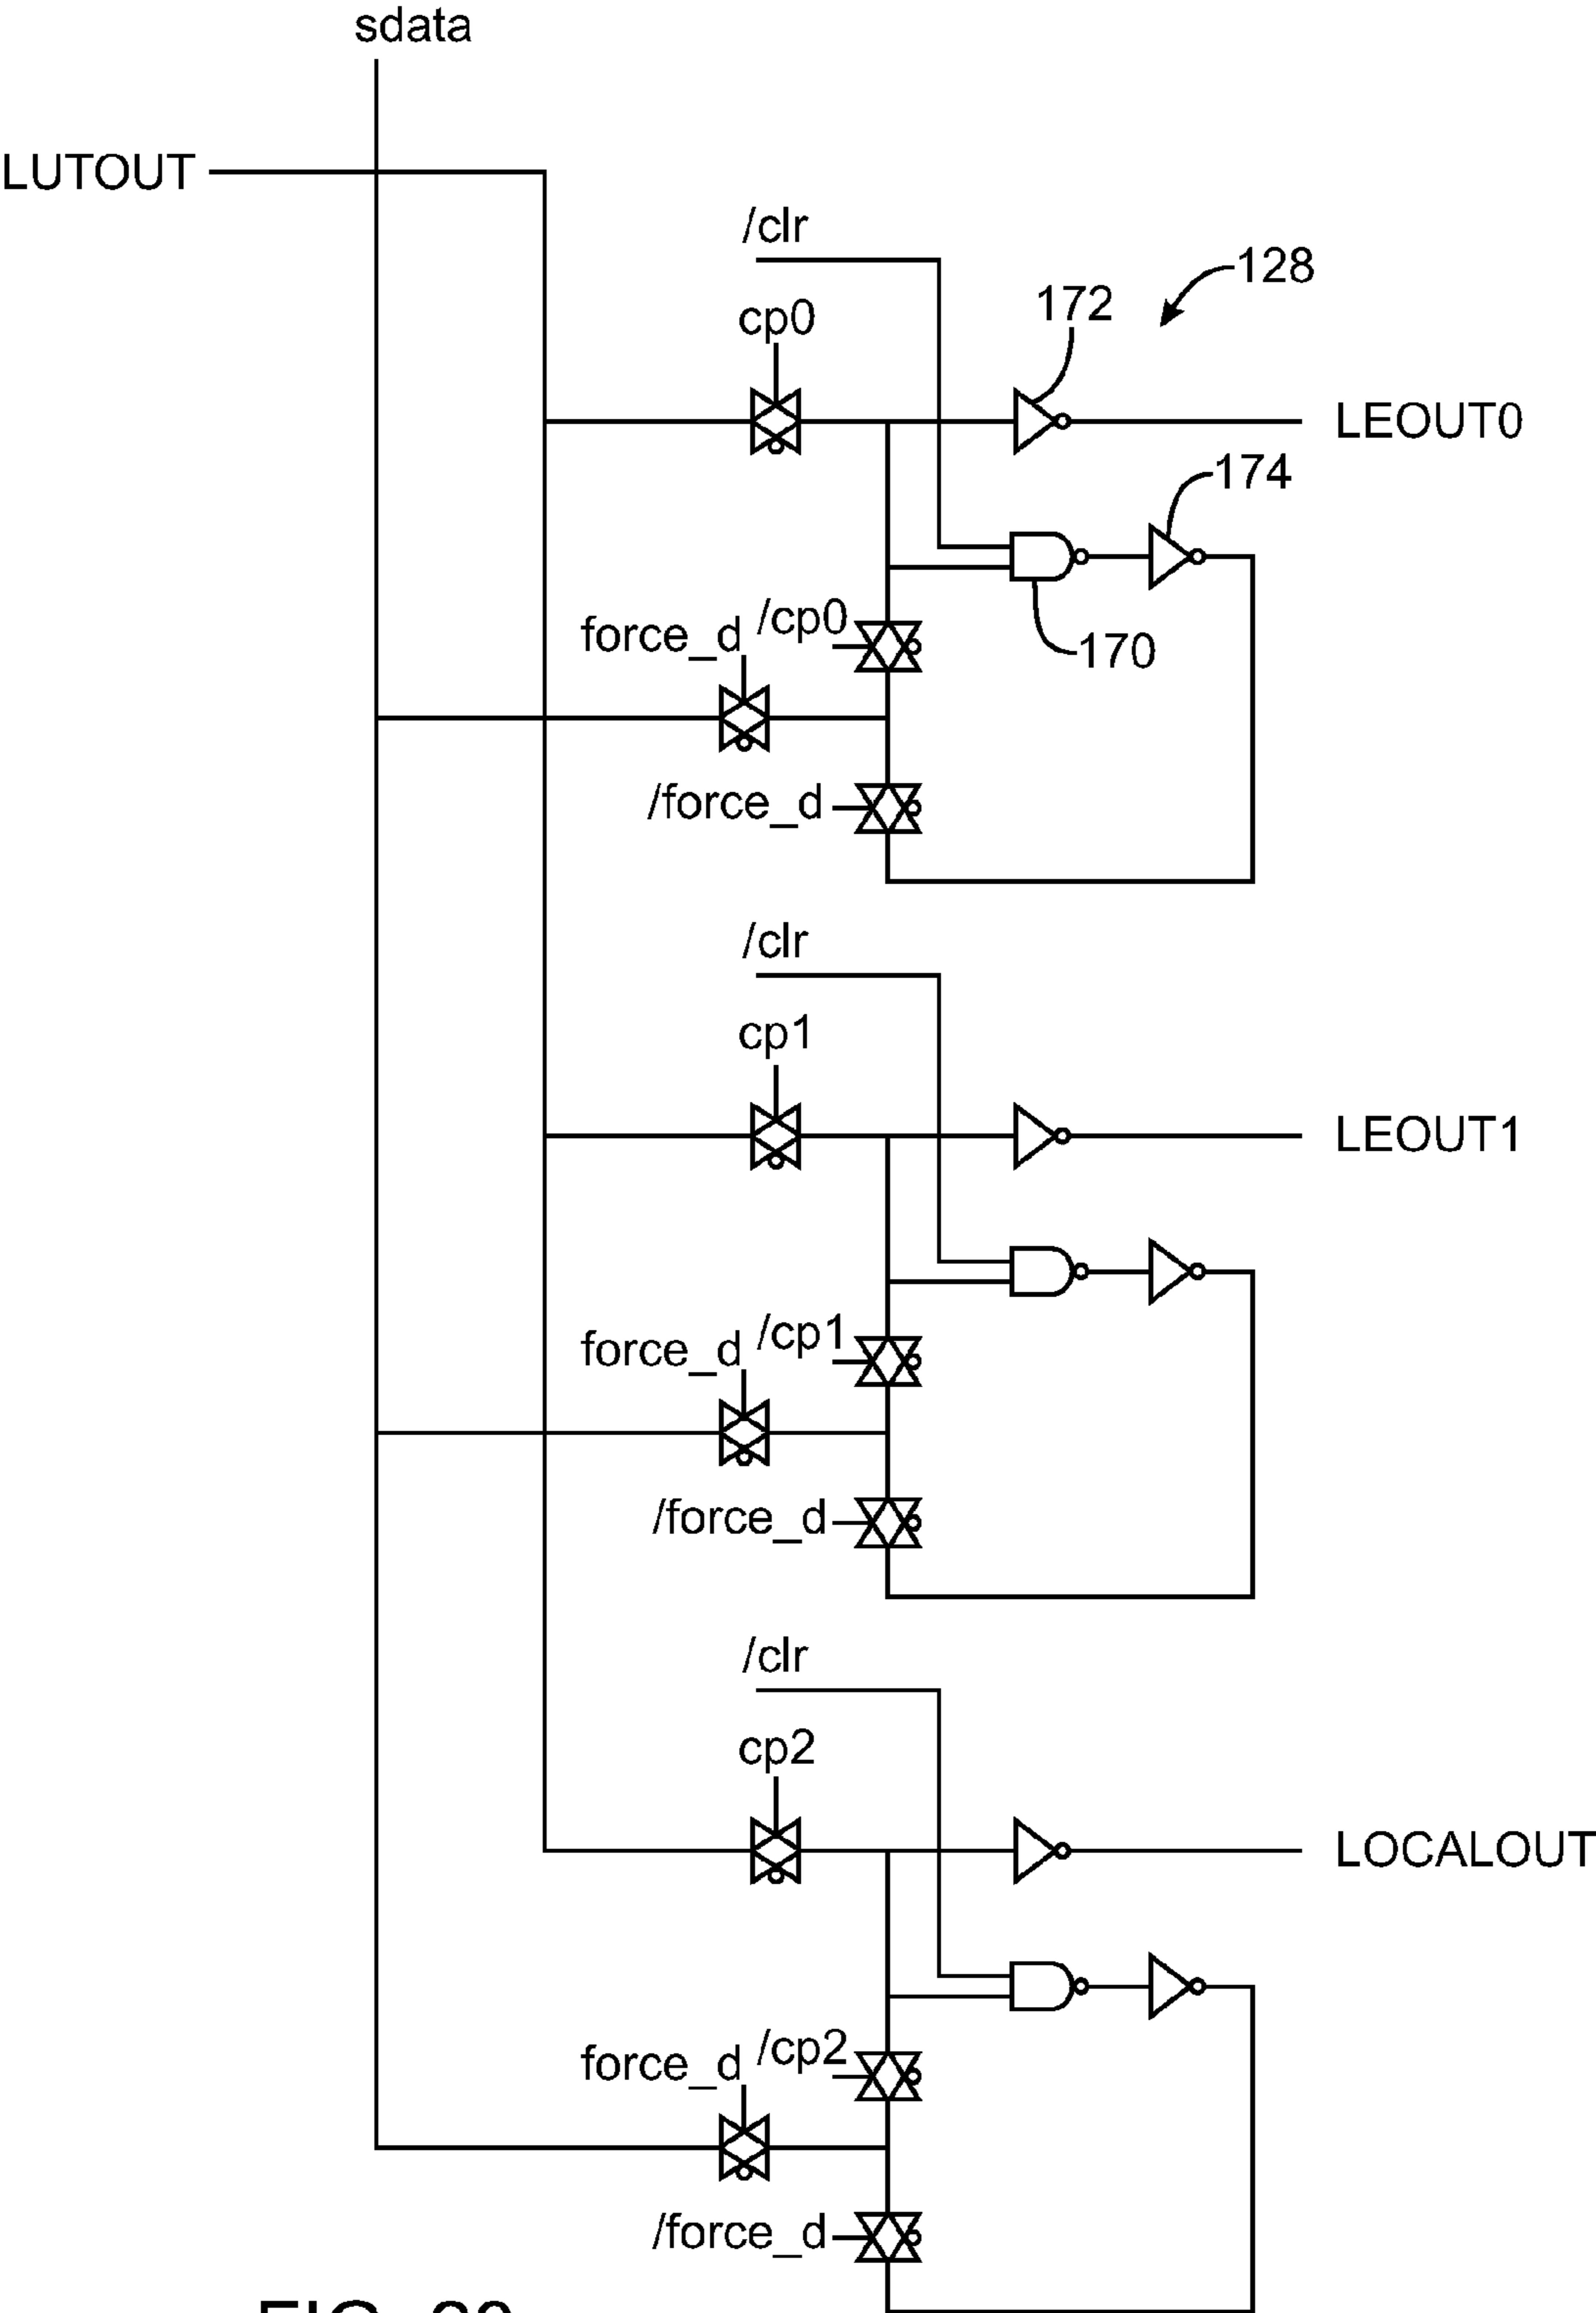 sdata
LUTOUT
/clr
128
172
cp0
LEOUT0
174
/cp0
force_d
170
/force_d
/clr
cp1
LEOUT1
/cp1
force_d
/force_d
/clr
cp2
LOCALOUT
/cp2
force_d
/force_d